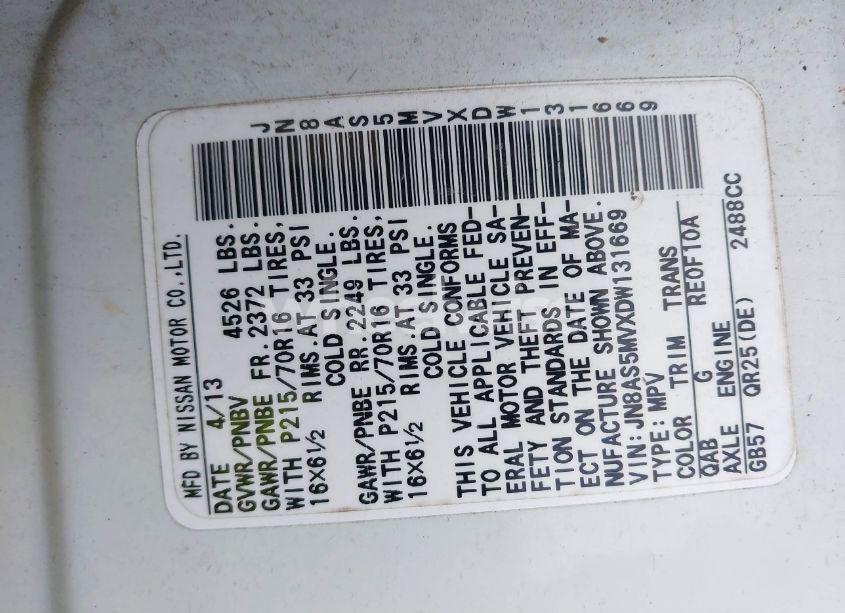 MFD BY NISSAN MOTOR CO.,LTD.
DATE 4/13
GVWR/PNBV 4526 LBS.
GAWR/PNBE FR.2372 LBS.
WITH P215/70R16 TIRES,
16X6½ RIMS.AT 33 PSI
COLD SINGLE.
GAWR/PNBE RR.2249 LBS.
WITH P215/70R16 TIRES,
16X6½ RIMS.AT 33 PSI
COLD SINGLE.
THIS VEHICLE CONFORMS
TO ALL APPLICABLE FED-
ERAL MOTOR VEHICLE SA-
FETY AND THEFT PREVEN-
TION STANDARDS IN EFF-
ECT ON THE DATE OF MA-
NUFACTURE SHOWN ABOVE.
VIN:JN8AS5MVXDW131669
TYPE:MPV
COLOR TRIM TRANS
QAB G RE0F10A
AXLE ENGINE
GB57 QR25(DE) 2488CC
JN8AS5MVXDW131669